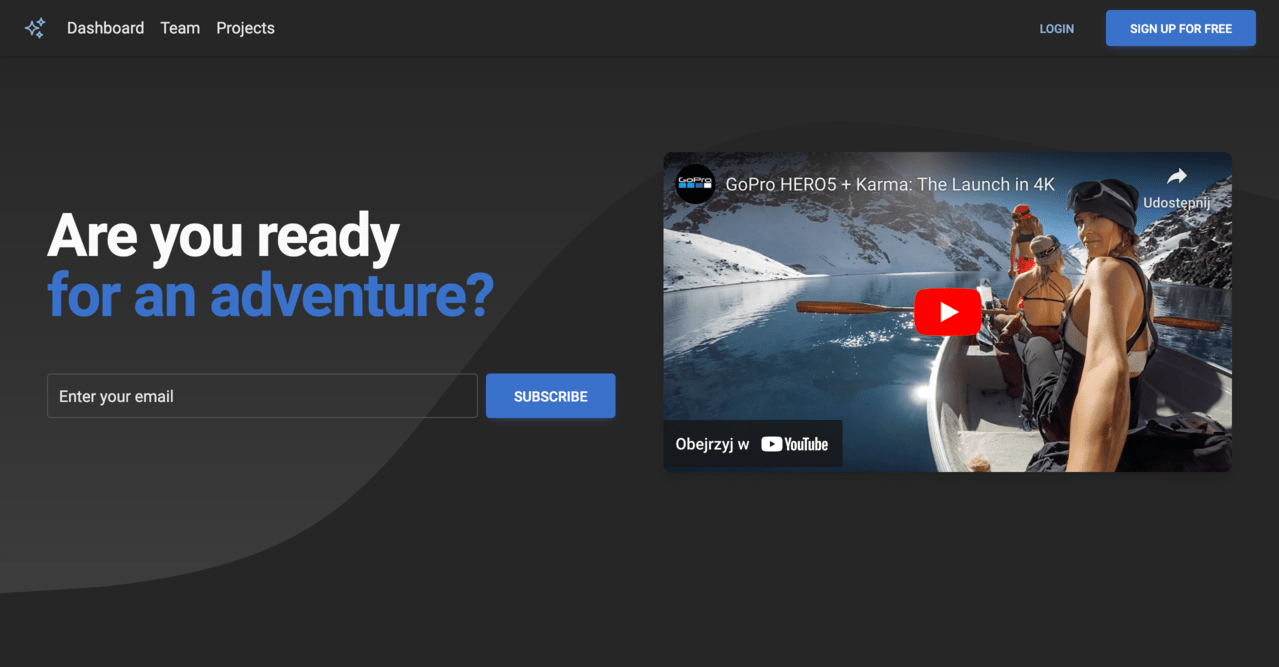 Dashboard Team Projects
LOGIN
SIGN UP FOR FREE
Are you ready
for an adventure?
Enter your email
SUBSCRIBE
GoPro
GoPro HERO5 + Karma: The Launch in 4K
Udostępnij
Obejrzyj w YouTube